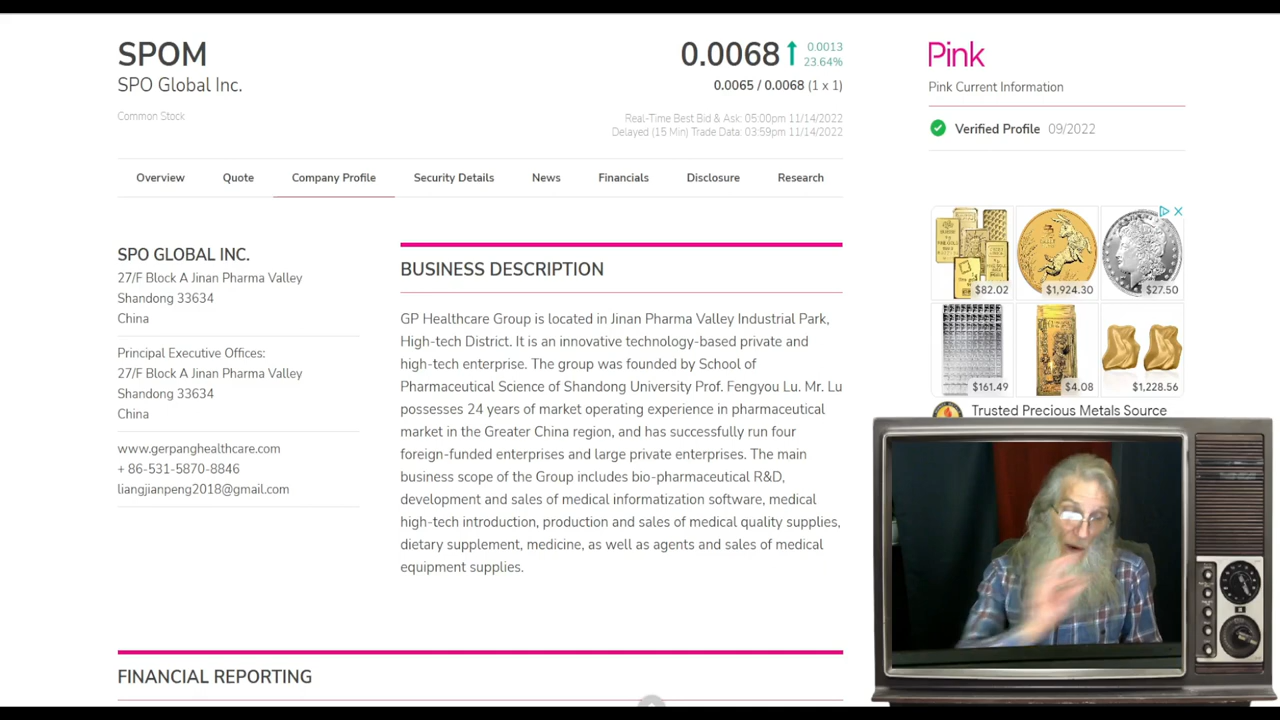 SPOM
SPO Global Inc.
Common Stock
0.0068
0.0013
23.64%
0.0065 / 0.0068 (1 x 1)
Real-Time Best Bid & Ask: 05:00pm 11/14/2022
Delayed (15 Min) Trade Data: 03:59pm 11/14/2022
Pink
Pink Current Information
Verified Profile 09/2022
Overview Quote Company Profile Security Details News Financials Disclosure Research
SPO GLOBAL INC.
27/F Block A Jinan Pharma Valley
Shandong 33634
China
Principal Executive Offices:
27/F Block A Jinan Pharma Valley
Shandong 33634
China
www.gerpanghealthcare.com
+ 86-531-5870-8846
liangjianpeng2018@gmail.com
BUSINESS DESCRIPTION
GP Healthcare Group is located in Jinan Pharma Valley Industrial Park,
High-tech District. It is an innovative technology-based private and
high-tech enterprise. The group was founded by School of
Pharmaceutical Science of Shandong University Prof. Fengyou Lu. Mr. Lu
possesses 24 years of market operating experience in pharmaceutical
market in the Greater China region, and has successfully run four
foreign-funded enterprises and large private enterprises. The main
business scope of the Group includes bio-pharmaceutical R&D,
development and sales of medical informatization software, medical
high-tech introduction, production and sales of medical quality supplies,
dietary supplement, medicine, as well as agents and sales of medical
equipment supplies.
$82.02 $1,924.30 $27.50
$161.49 $4.08 $1,228.56
Trusted Precious Metals Source
FINANCIAL REPORTING